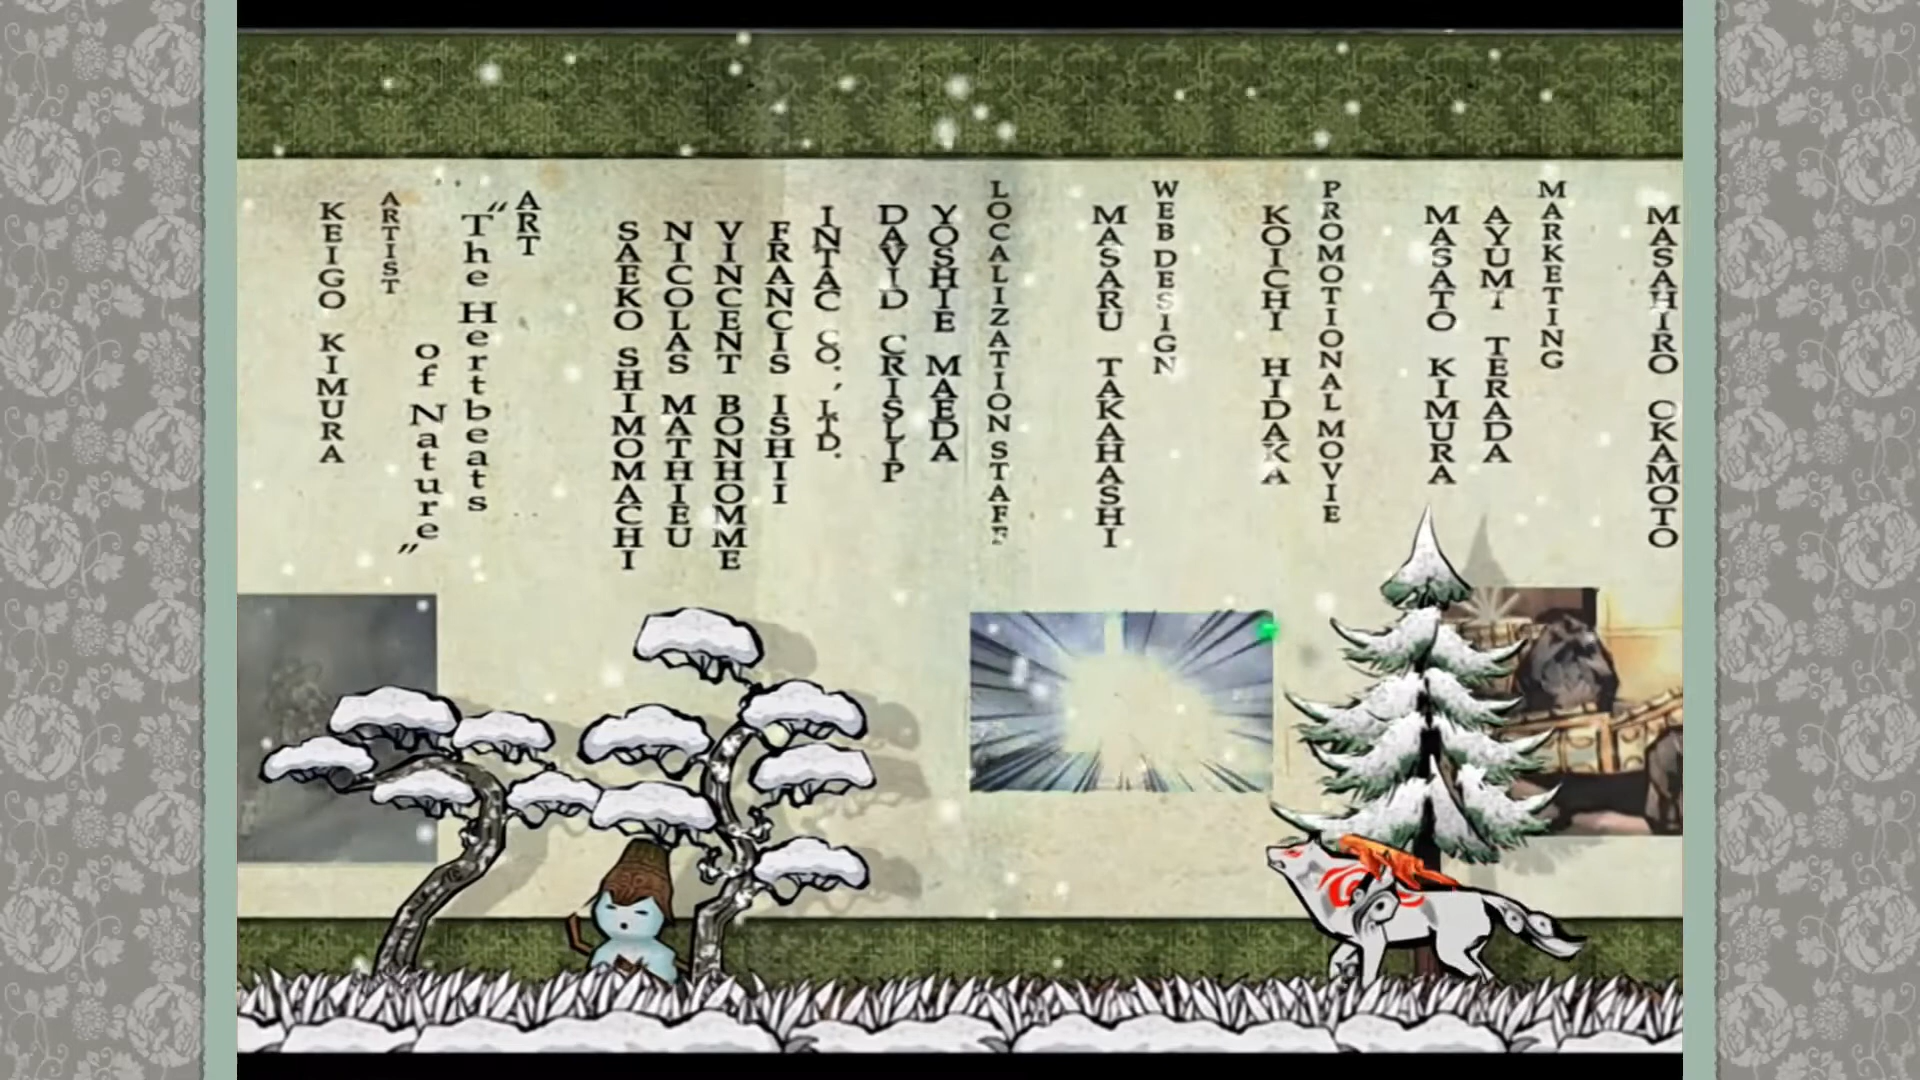 MASAHIRO OKAMOTO
MARKETING
AYUMI TERADA
MASATO KIMURA
PROMOTIONAL MOVIE
KOICHI HIDAKA
WEB DESIGN
MASARU TAKAHASHI
LOCALIZATION STAFF
YOSHIE MAEDA
DAVID CRISLIP
INTAC CO., LTD.
FRANCIS ISHII
VINCENT BONHOMME
NICOLAS MATHIEU
SAEKO SHIMOMACHI
ART
"The Hertbeats
of Nature"
ARTIST
KEIGO KIMURA